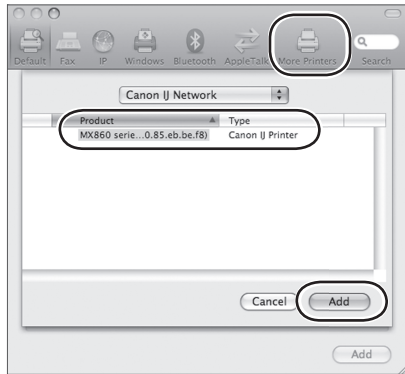 Default Fax IP Windows Bluetooth AppleTalk More Printers Search
Canon IJ Network
Product Type
MX860 serie...0.85.eb.be.f8) Canon IJ Printer
Cancel Add
Add